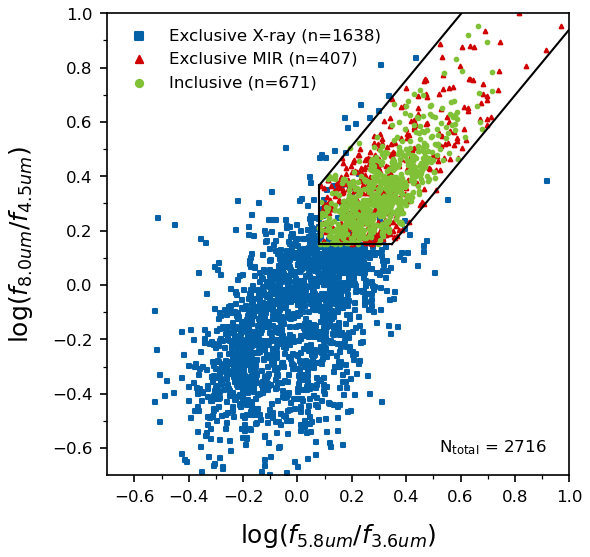 Exclusive X-ray (n=1638)
Exclusive MIR (n=407)
Inclusive (n=671)
1.0
0.8
0.6
0.4
0.2
0.0
−0.2
−0.4
−0.6
log(f8.0um/f4.5um)
Ntotal = 2716
−0.6 −0.4 −0.2 0.0 0.2 0.4 0.6 0.8 1.0
log(f5.8um/f3.6um)